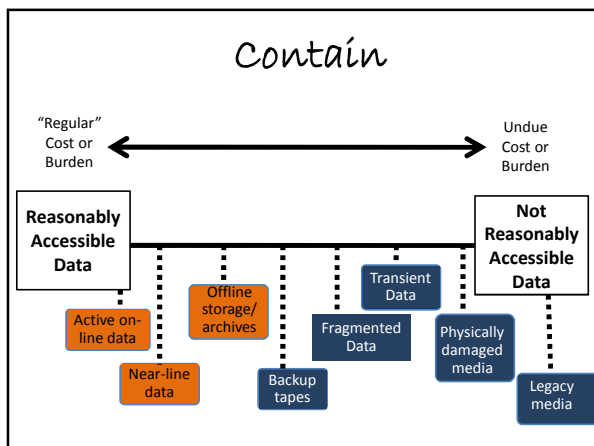 Contain
“Regular”
Cost or
Burden
Undue
Cost or
Burden
Reasonably
Accessible
Data
Not
Reasonably
Accessible
Data
Active on-
line data
Near-line
data
Offline
storage/
archives
Backup
tapes
Fragmented
Data
Transient
Data
Physically
damaged
media
Legacy
media